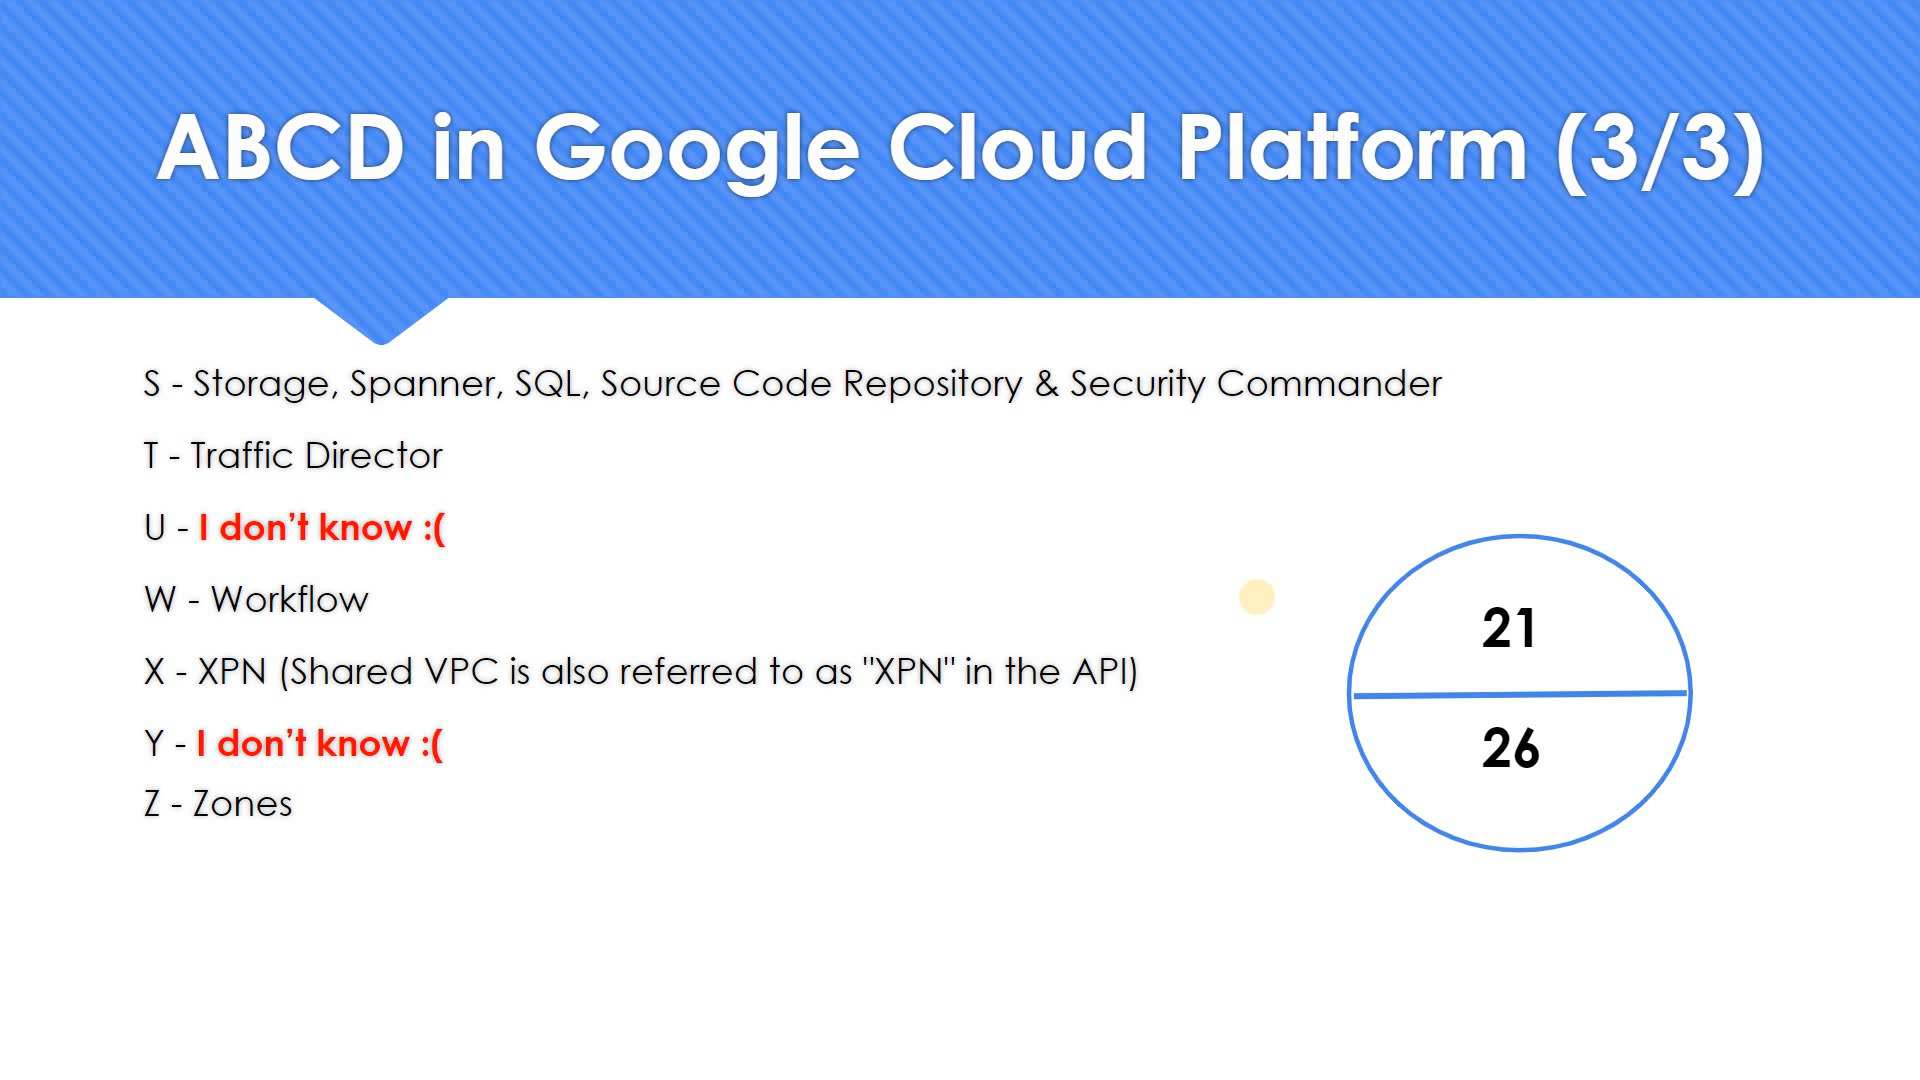 ABCD in Google Cloud Platform (3/3)
S - Storage, Spanner, SQL, Source Code Repository & Security Commander
T - Traffic Director
U - I don’t know :(
W - Workflow
X - XPN (Shared VPC is also referred to as "XPN" in the API)
Y - I don’t know :(
Z - Zones
21
26